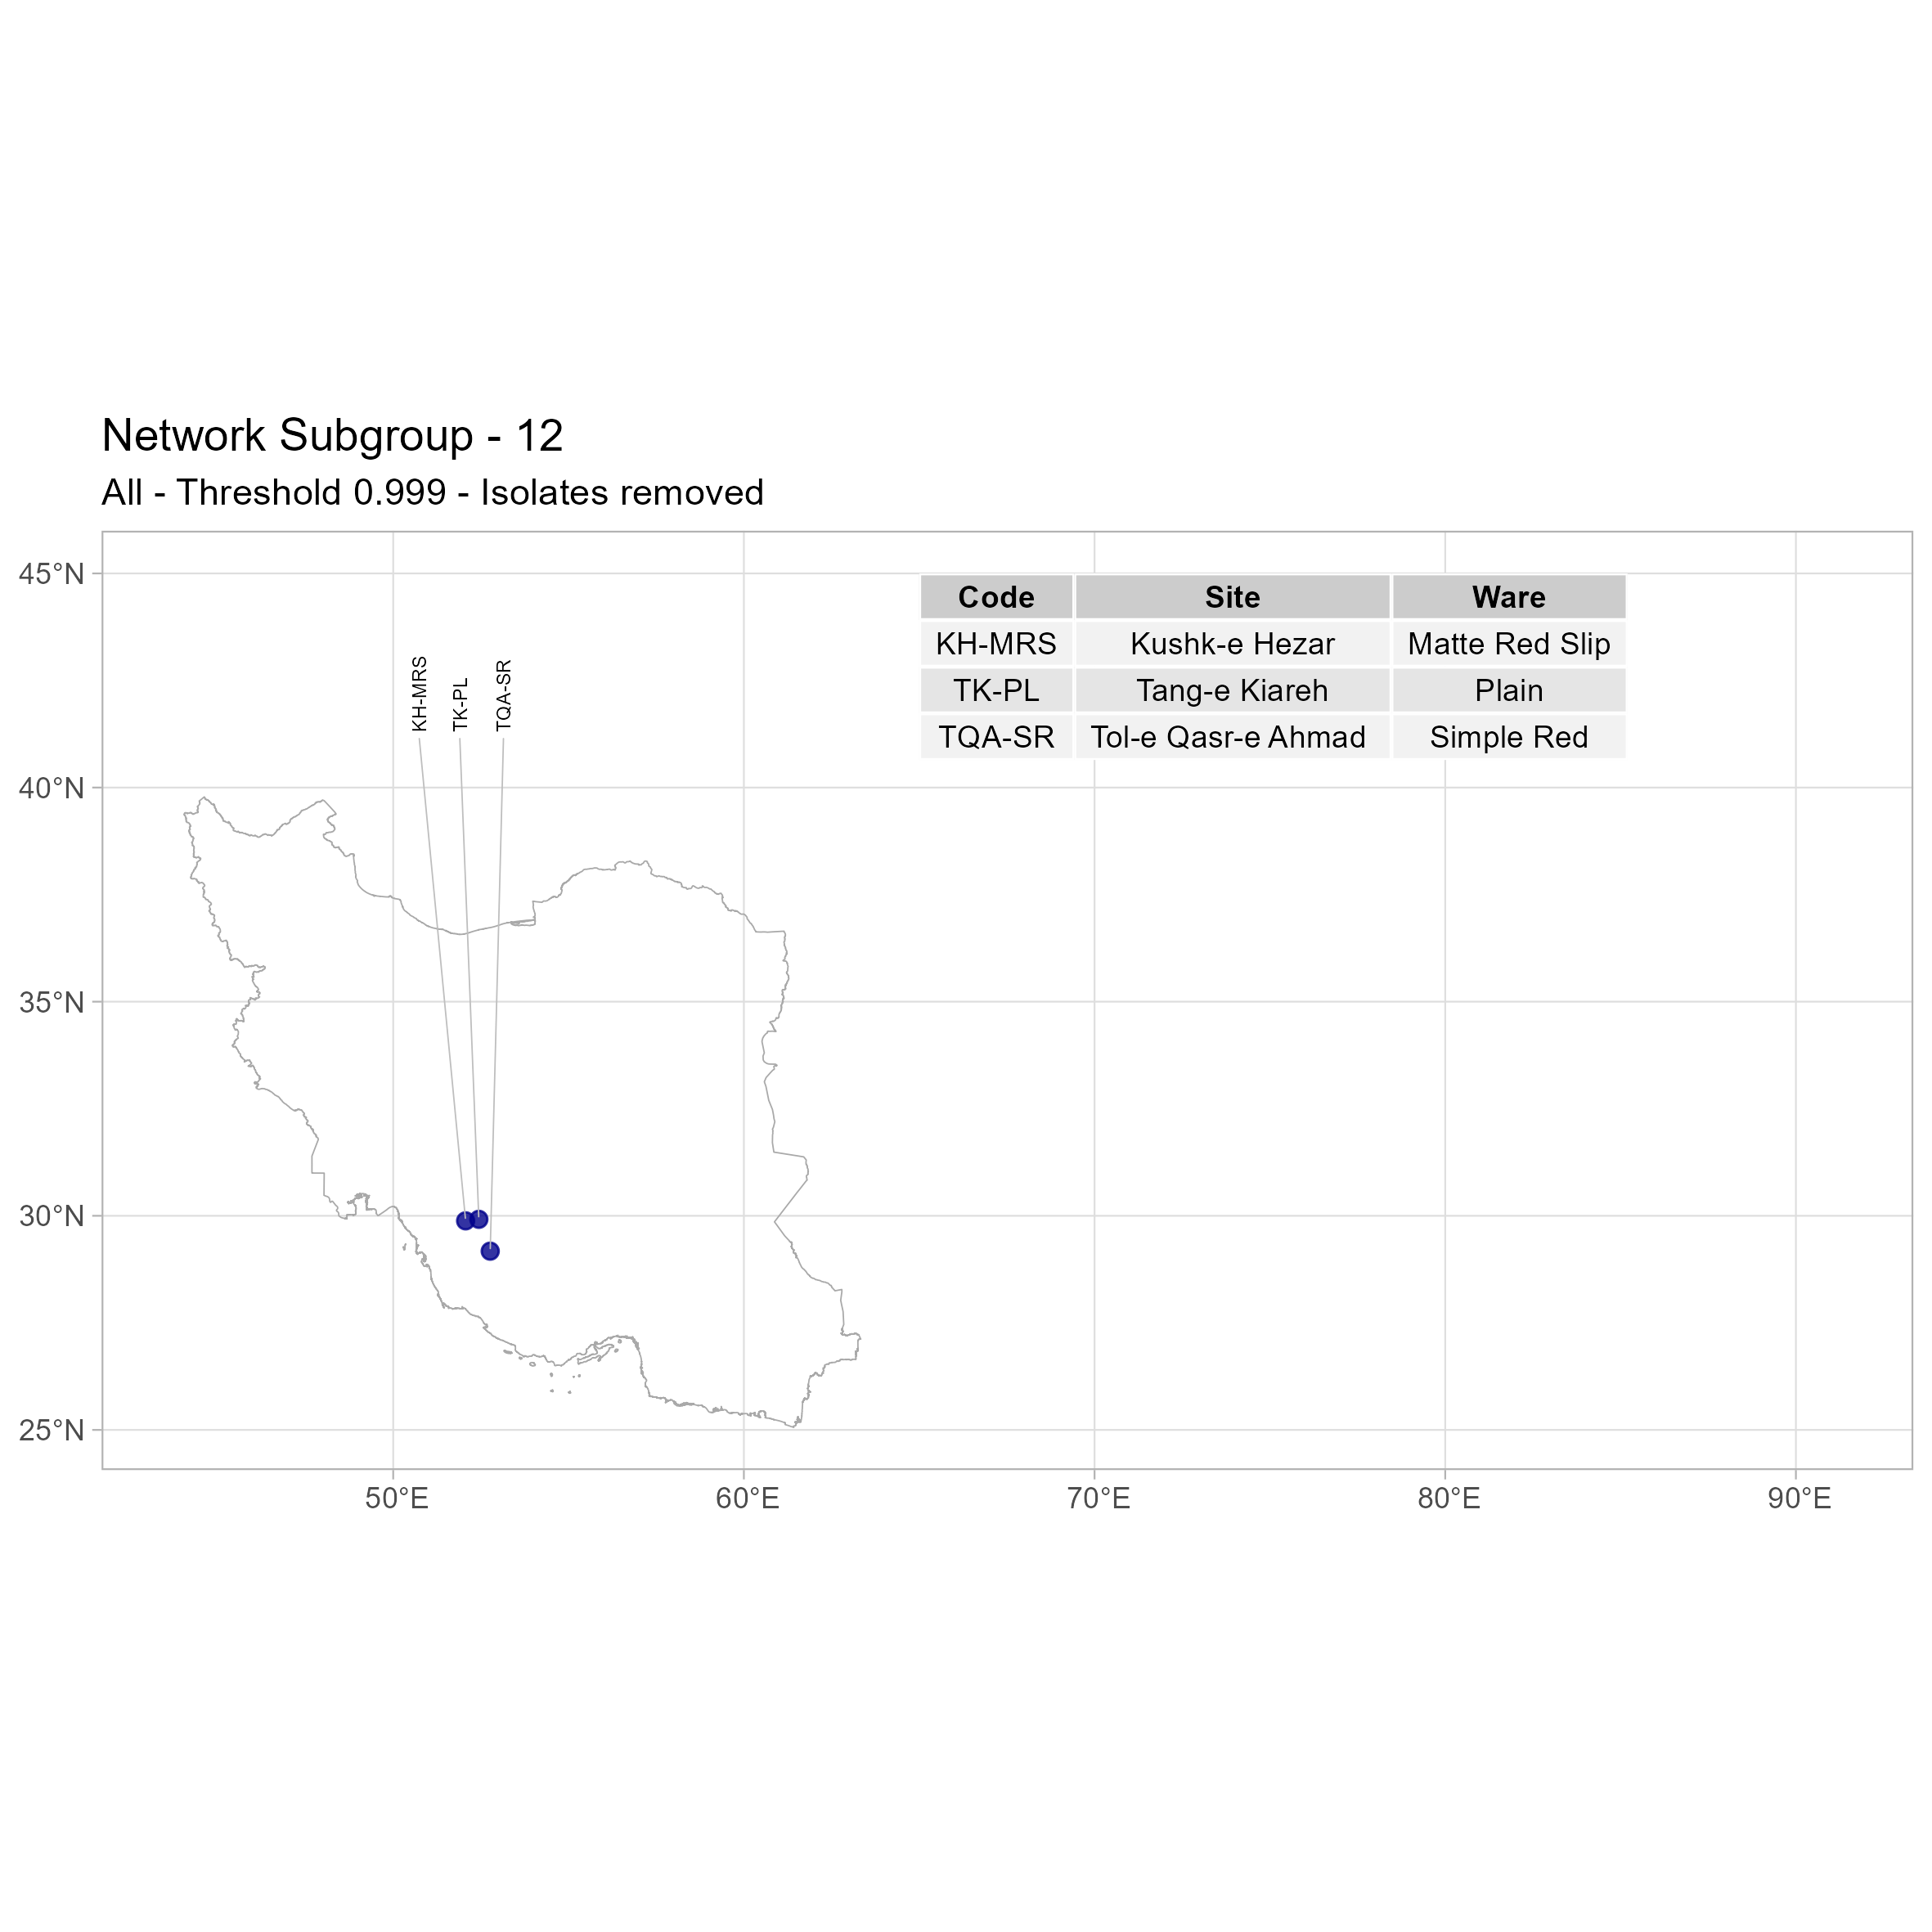 Network Subgroup - 12
All - Threshold 0.999 - Isolates removed
45°N
40°N
35°N
30°N
25°N
Code Site Ware
KH-MRS Kushk-e Hezar Matte Red Slip
TK-PL Tang-e Kiareh Plain
TQA-SR Tol-e Qasr-e Ahmad Simple Red
KH-MRS
TK-PL
TQA-SR
50°E 60°E 70°E 80°E 90°E